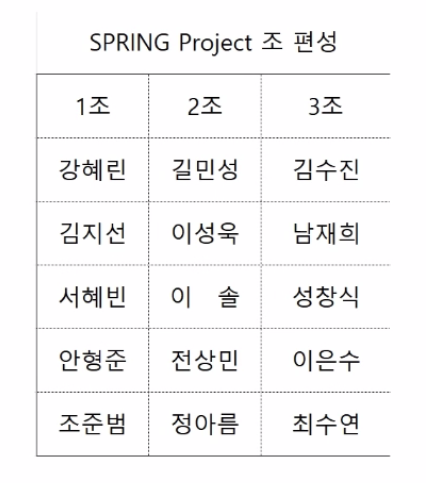 SPRING Project 조 편성
1조 2조 3조
강혜린 길민성 김수진
김지선 이성욱 남재희
서혜빈 이 솔 성창식
안형준 전상민 이은수
조준범 정아름 최수연